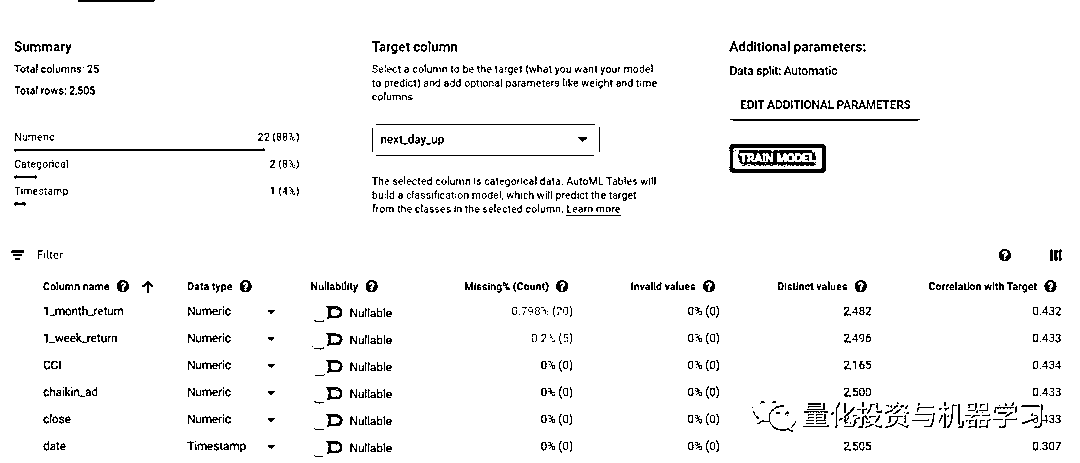 Summary
Total columns: 25
Total rows: 2,505
Numeric 22 (88%)
Categorical 2 (8%)
Timestamp 1 (4%)
Target column
Select a column to be the target (what you want your model
to predict) and add optional parameters like weight and time
columns
next_day_up
The selected column is categorical data. AutoML Tables will
build a classification model, which will predict the target
from the classes in the selected column. Learn more
Additional parameters:
Data split: Automatic
EDIT ADDITIONAL PARAMETERS
TRAIN MODEL
Filter
Column name Data type Nullability Missing% (Count) Invalid values Distinct values Correlation with Target
1_month_return Numeric Nullable 0.798% (20) 0% (0) 2,482 0.432
1_week_return Numeric Nullable 0.2% (5) 0% (0) 2,496 0.433
CCI Numeric Nullable 0% (0) 0% (0) 2,165 0.434
chaikin_ad Numeric Nullable 0% (0) 0% (0) 2,500 0.433
close Numeric Nullable 0% (0) 0% (0)
date Timestamp Nullable 0% (0) 0% (0) 2,505 0.307
量化投资与机器学习